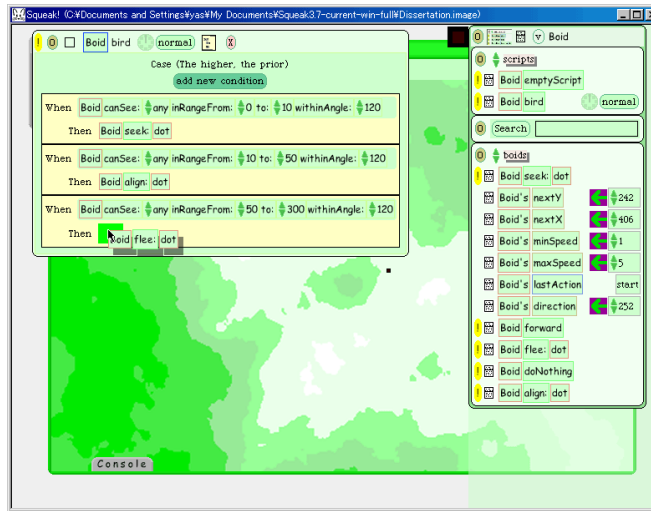 Squeak! (C:¥Documents and Settings¥yas¥My Documents¥Squeak3.7-current-win-full¥Dissertation.image)
! Boid bird normal
Case (The higher, the prior)
add new condition
When Boid canSee: any inRangeFrom: 0 to: 10 withinAngle: 120
Then Boid seek: dot
When Boid canSee: any inRangeFrom: 10 to: 50 withinAngle: 120
Then Boid align: dot
When Boid canSee: any inRangeFrom: 50 to: 300 withinAngle: 120
Then Boid flee: dot
Console
Boid
scripts
! Boid emptyScript
! Boid bird normal
Search
boids
! Boid seek: dot
Boid's nextY 242
Boid's nextX 406
Boid's minSpeed 1
Boid's maxSpeed 5
Boid's lastAction start
Boid's direction 252
! Boid forward
! Boid flee: dot
! Boid doNothing
! Boid align: dot